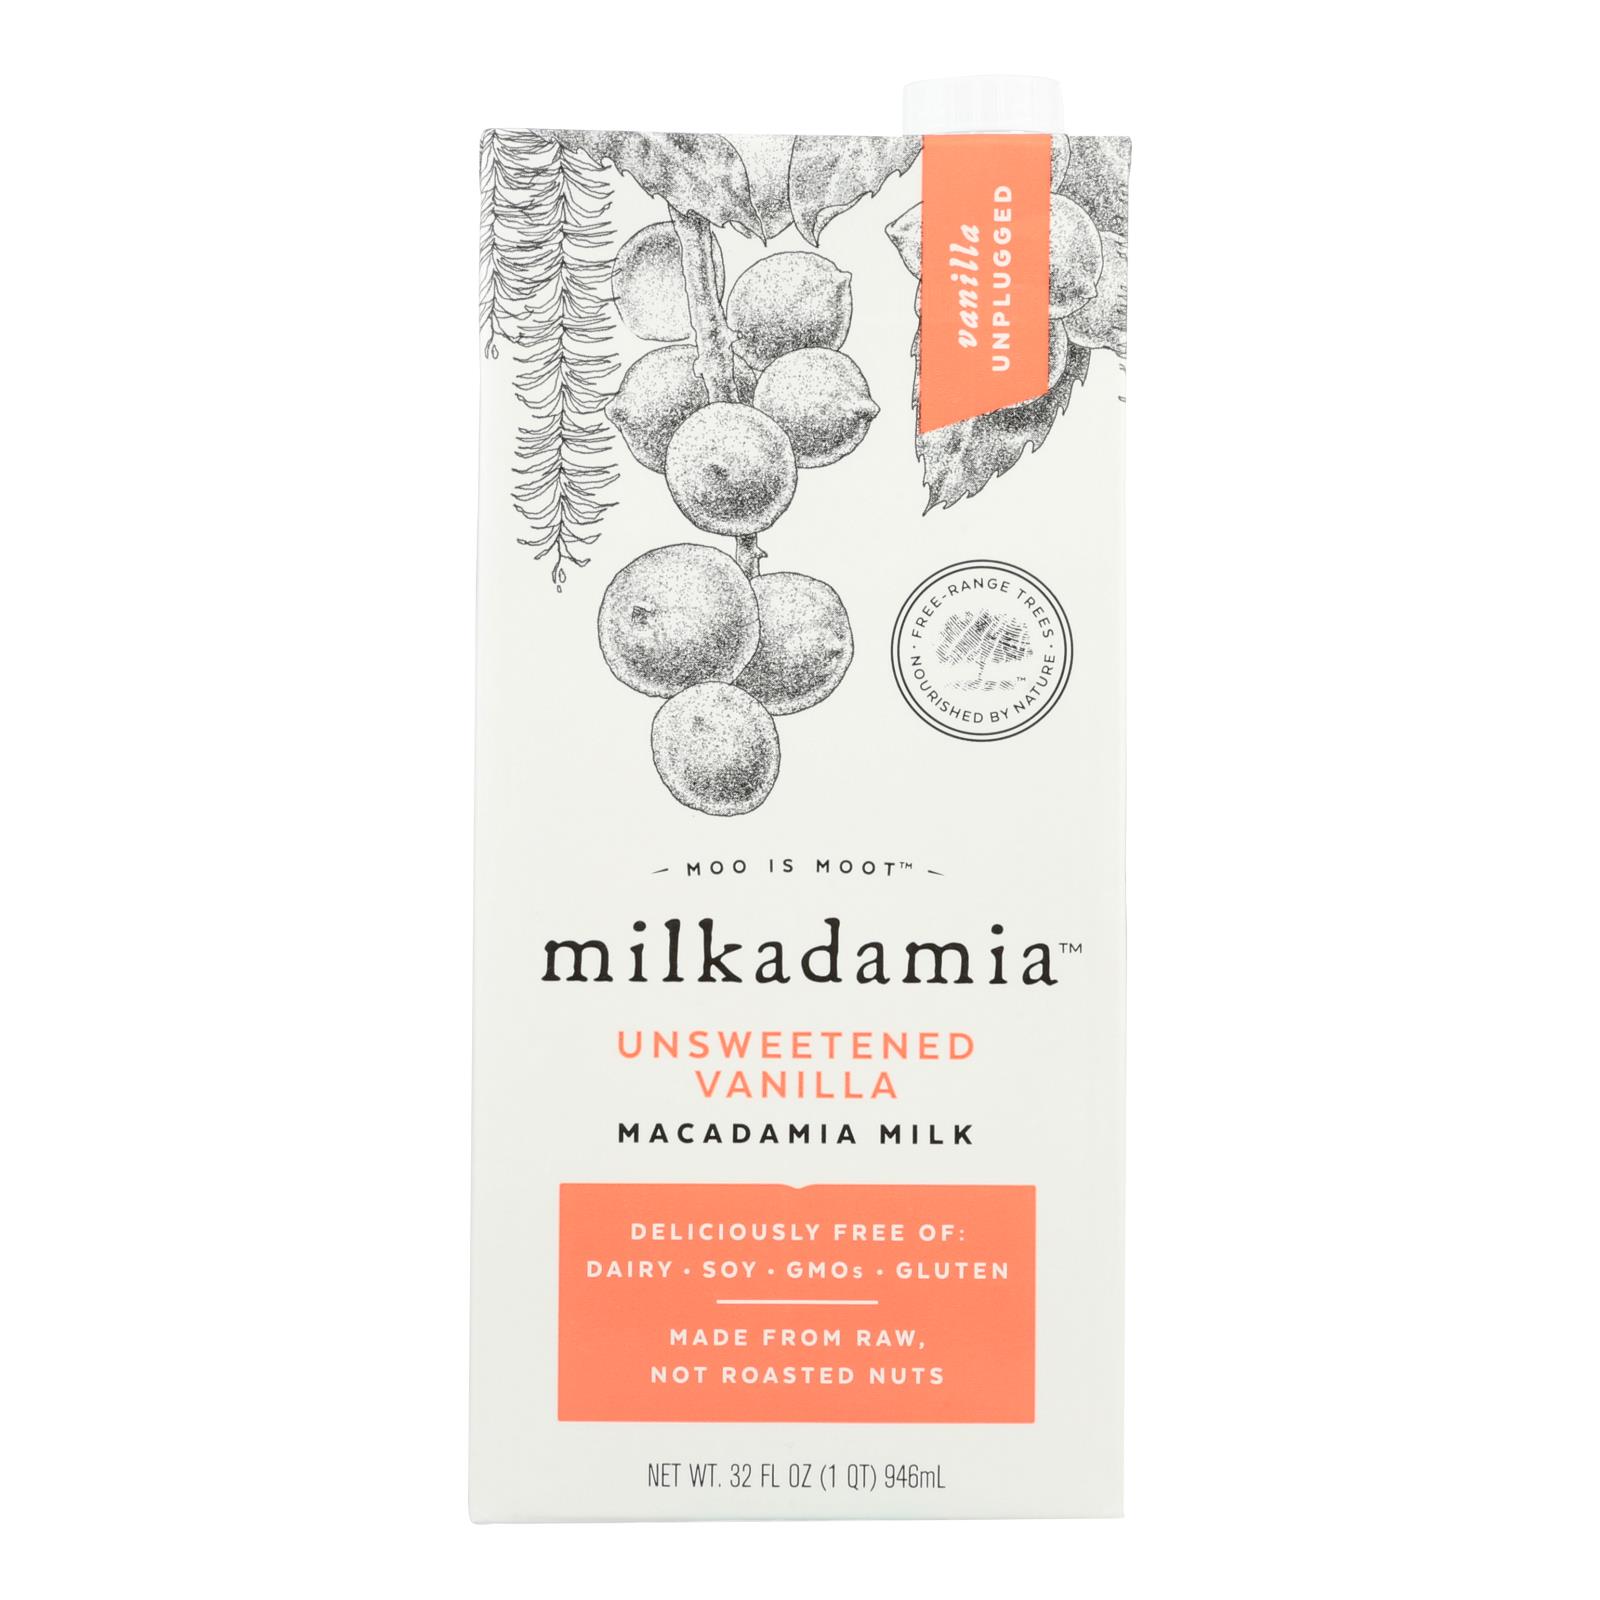 vanilla
UNPLUGGED
· FREE-RANGE TREES ·
NOURISHED BY NATURE
™
MOO IS MOOT™
milkadamia™
UNSWEETENED
VANILLA
MACADAMIA MILK
DELICIOUSLY FREE OF:
DAIRY · SOY · GMOs · GLUTEN
MADE FROM RAW,
NOT ROASTED NUTS
NET WT. 32 FL OZ (1 QT) 946mL